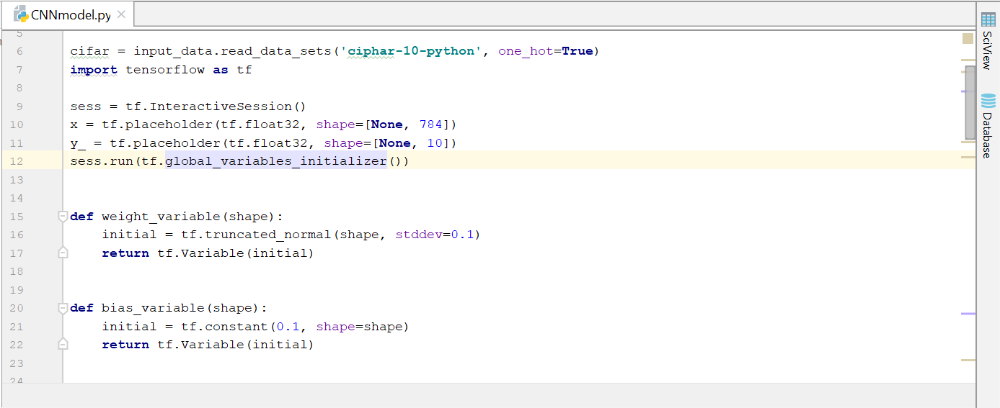 CNNmodel.py
5
6 cifar = input_data.read_data_sets('ciphar-10-python', one_hot=True)
7 import tensorflow as tf
8
9 sess = tf.InteractiveSession()
10 x = tf.placeholder(tf.float32, shape=[None, 784])
11 y_ = tf.placeholder(tf.float32, shape=[None, 10])
12 sess.run(tf.global_variables_initializer())
13
14
15 def weight_variable(shape):
16     initial = tf.truncated_normal(shape, stddev=0.1)
17     return tf.Variable(initial)
18
19
20 def bias_variable(shape):
21     initial = tf.constant(0.1, shape=shape)
22     return tf.Variable(initial)
23
24
SciView
Database